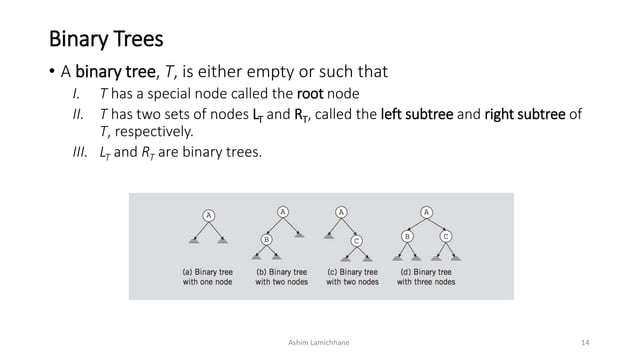 Binary Trees
• A binary tree, T, is either empty or such that
I. T has a special node called the root node
II. T has two sets of nodes LT and RT, called the left subtree and right subtree of
T, respectively.
III. LT and RT are binary trees.
A
A
A
A
B
C
B
C
(a) Binary tree
with one node
(b) Binary tree
with two nodes
(c) Binary tree
with two nodes
(d) Binary tree
with three nodes
Ashim Lamichhane
14